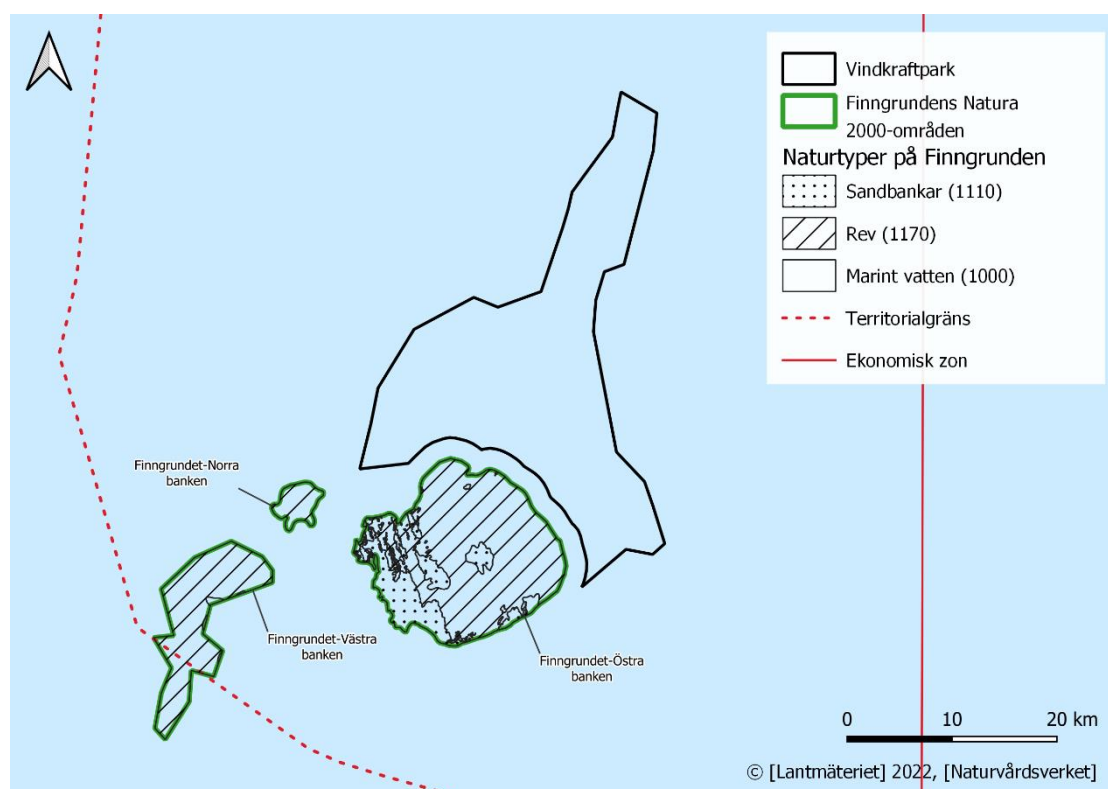 Vindkraftpark
Finngrundens Natura
2000-områden
Naturtyper på Finngrunden
Sandbankar (1110)
Rev (1170)
Marint vatten (1000)
Territorialgräns
Ekonomisk zon
Finngrundet-Norra
banken
Finngrundet-Västra
banken
Finngrundet-Östra
banken
0 10 20 km
© [Lantmäteriet] 2022, [Naturvårdsverket]